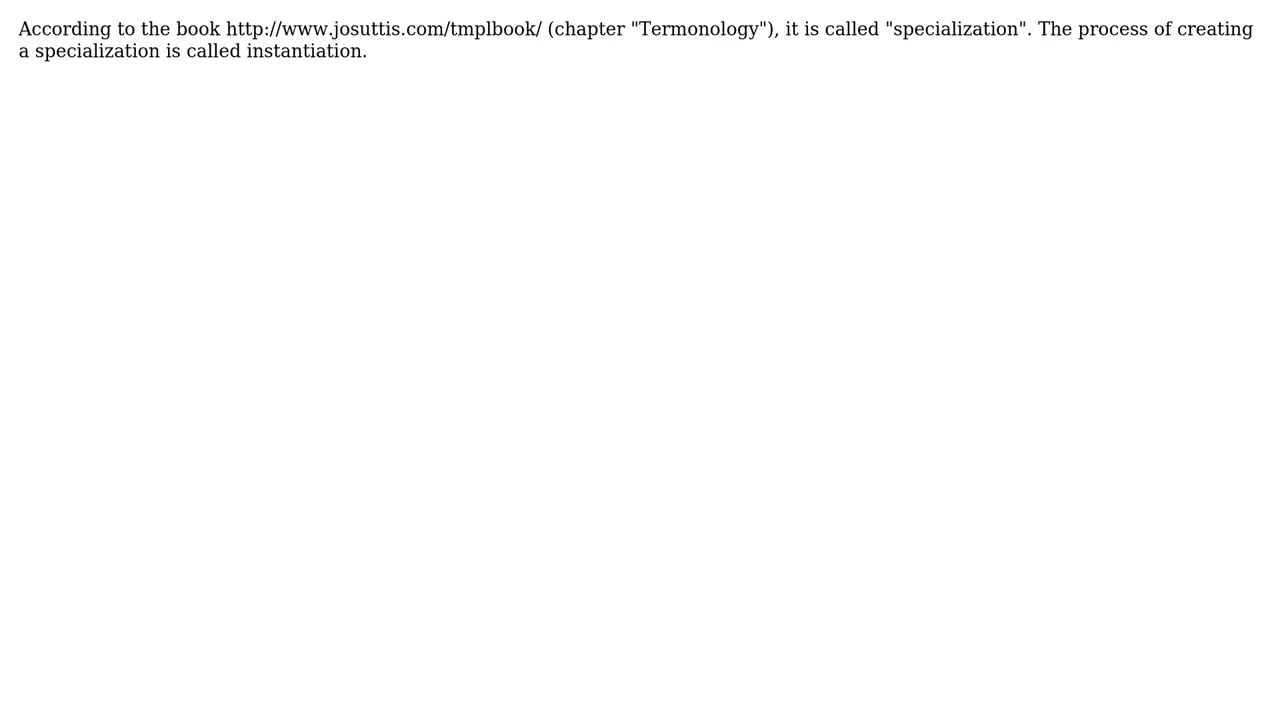 According to the book http://www.josuttis.com/tmplbook/ (chapter "Termonology"), it is called "specialization". The process of creating
a specialization is called instantiation.